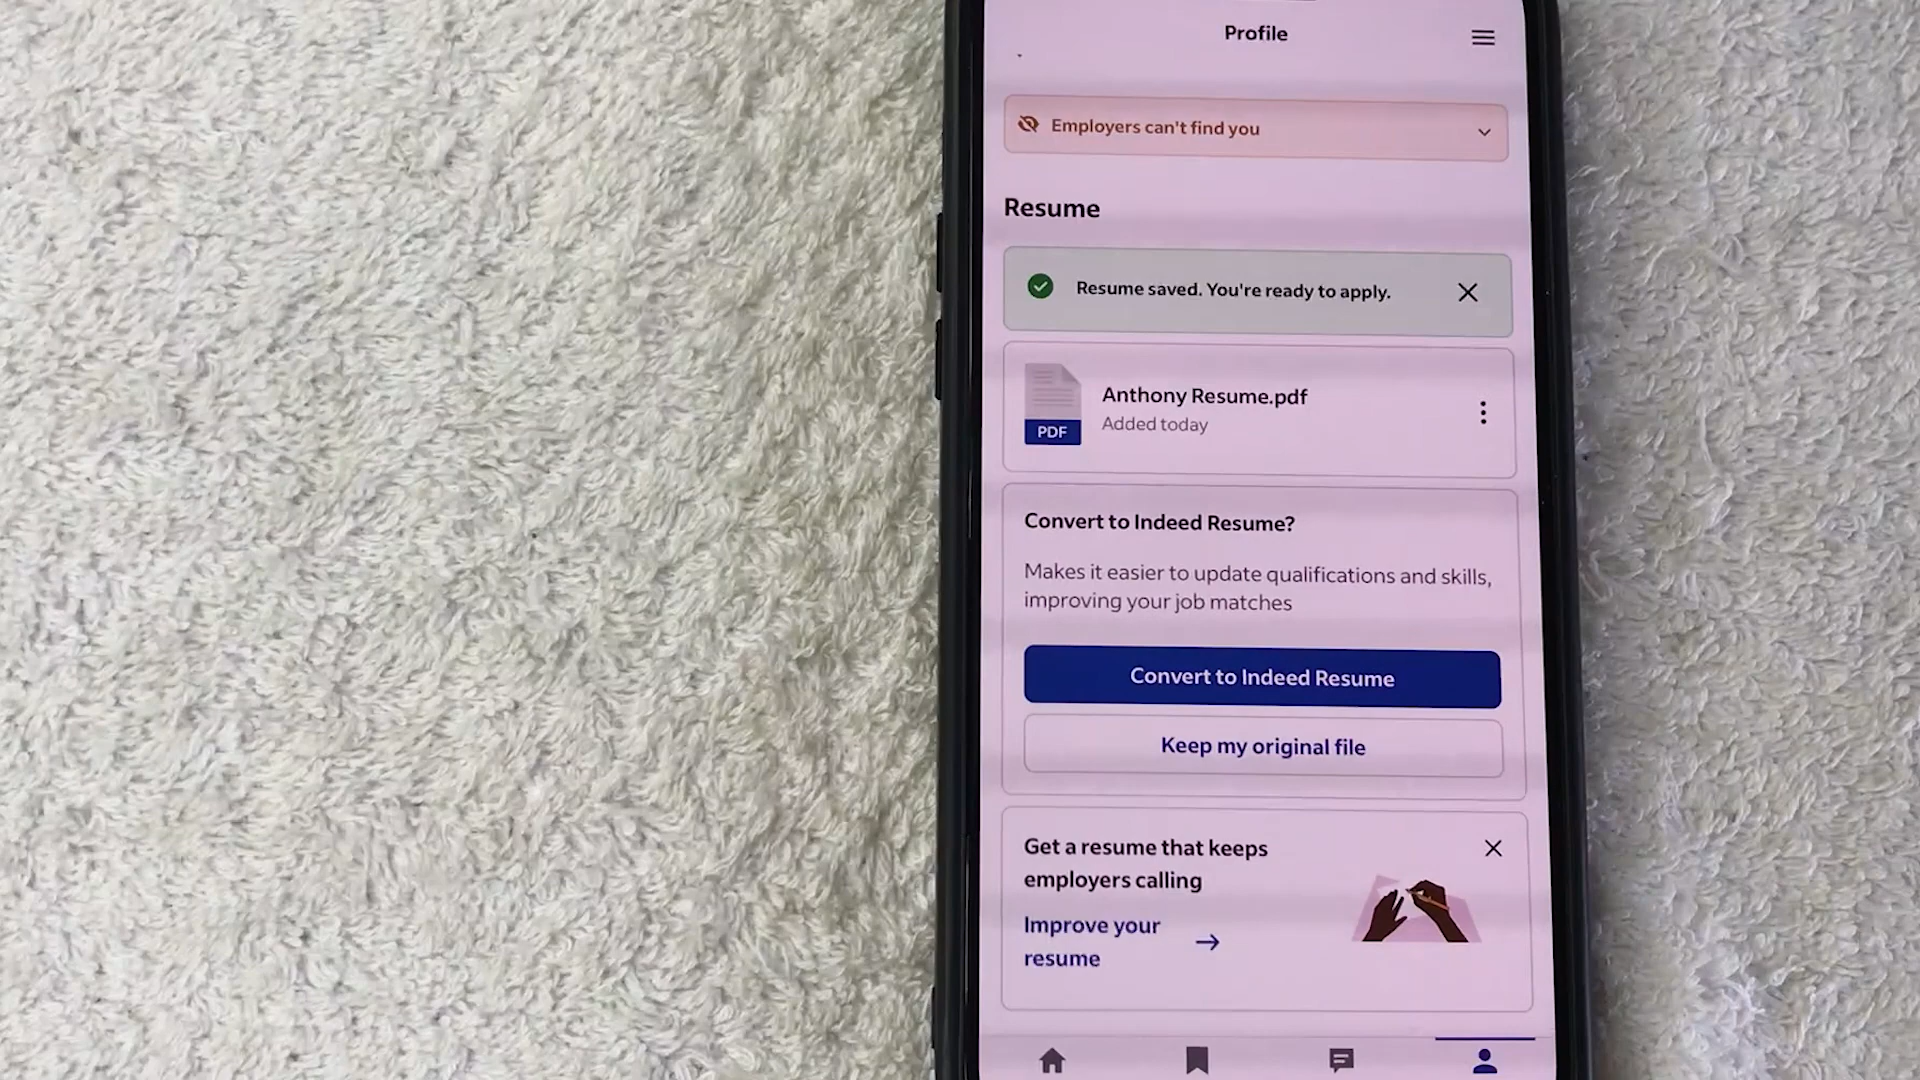 Profile
Employers can't find you
Resume
Resume saved. You're ready to apply.
PDF
Anthony Resume.pdf
Added today
Convert to Indeed Resume?
Makes it easier to update qualifications and skills,
improving your job matches
Convert to Indeed Resume
Keep my original file
Get a resume that keeps
employers calling
Improve your
resume